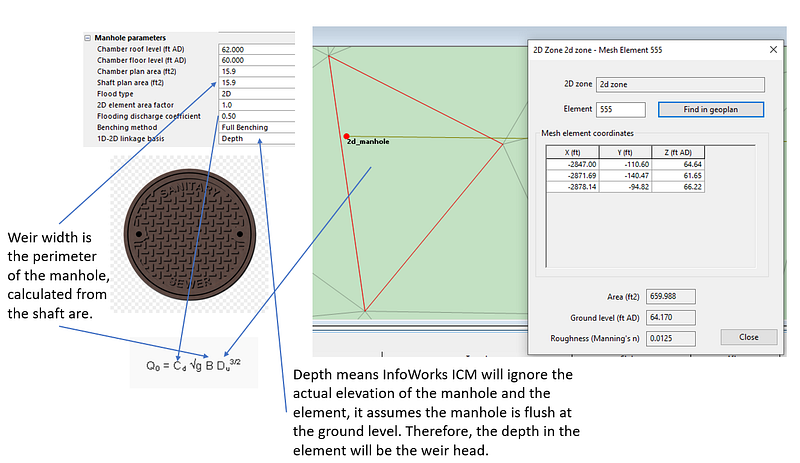 Manhole parameters
Chamber roof level (ft AD) 62.000
Chamber floor level (ft AD) 60.000
Chamber plan area (ft2) 15.9
Shaft plan area (ft2) 15.9
Flood type 2D
2D element area factor 1.0
Flooding discharge coefficient 0.50
Benching method Full Benching
1D-2D linkage basis Depth
SANITARY
SEWER
Weir width is
the perimeter
of the manhole,
calculated from
the shaft are.
Q₀ = Cd √g B Du^3/2
2d_manhole
2D Zone 2d zone - Mesh Element 555
2D zone 2d zone
Element 555 Find in geoplan
Mesh element coordinates
X (ft) Y (ft) Z (ft AD)
-2847.00 -110.60 64.64
-2871.69 -140.47 61.65
-2878.14 -94.82 66.22
Area (ft2) 659.988
Ground level (ft AD) 64.170
Roughness (Manning's n) 0.0125
Close
Depth means InfoWorks ICM will ignore the
actual elevation of the manhole and the
element, it assumes the manhole is flush at
the ground level. Therefore, the depth in the
element will be the weir head.